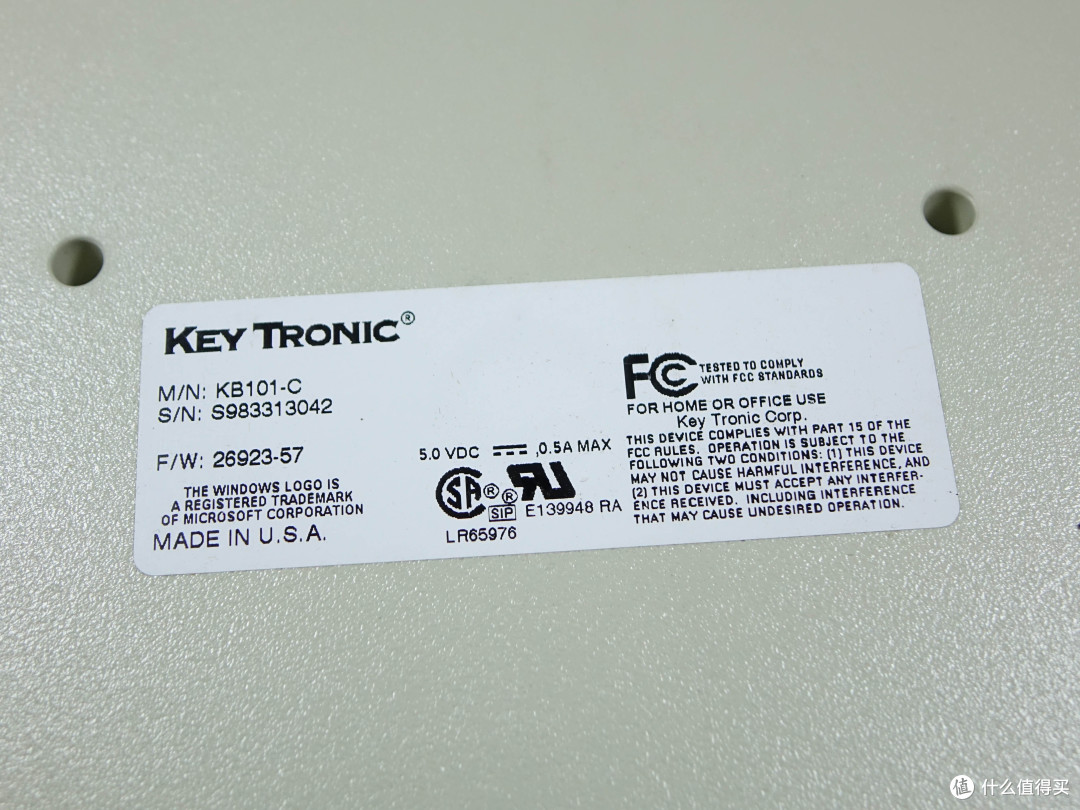 KEY TRONIC®
M/N: KB101-C
S/N: S983313042
F/W: 26923-57
THE WINDOWS LOGO IS
A REGISTERED TRADEMARK
OF MICROSOFT CORPORATION
MADE IN U.S.A.
5.0 VDC ⎓ ,0.5A MAX
SA ® ® RU
SIP E139948 RA
LR65976
FC TESTED TO COMPLY
WITH FCC STANDARDS
FOR HOME OR OFFICE USE
Key Tronic Corp.
THIS DEVICE COMPLIES WITH PART 15 OF THE
FCC RULES. OPERATION IS SUBJECT TO THE
FOLLOWING TWO CONDITIONS: (1) THIS DEVICE
MAY NOT CAUSE HARMFUL INTERFERENCE, AND
(2) THIS DEVICE MUST ACCEPT ANY INTERFER-
ENCE RECEIVED. INCLUDING INTERFERENCE
THAT MAY CAUSE UNDESIRED OPERATION.
值 什么值得买